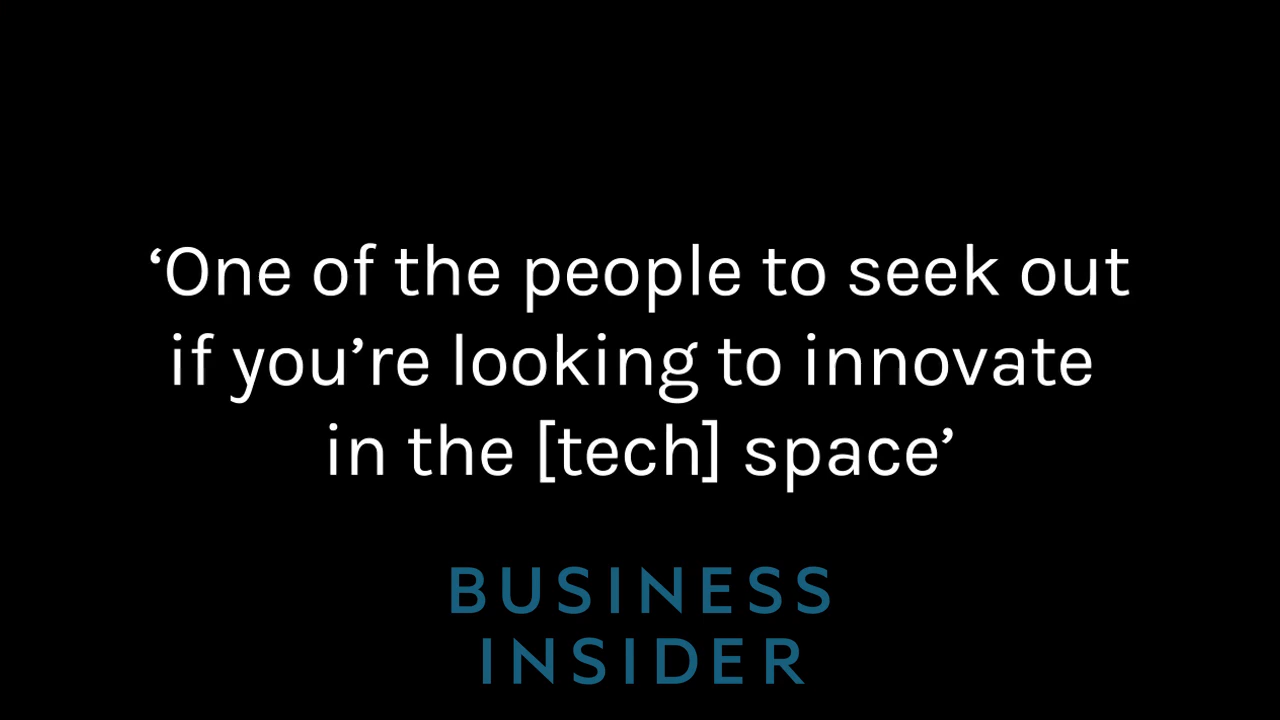 ‘One of the people to seek out
if you’re looking to innovate
in the [tech] space’
BUSINESS
INSIDER